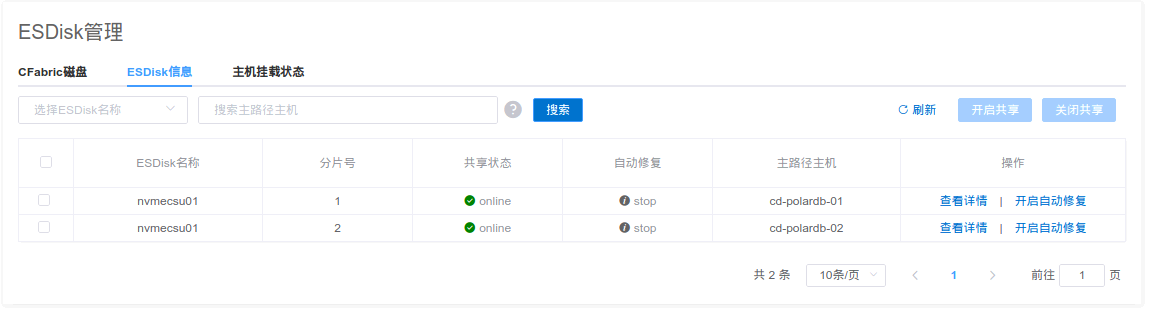 ESDisk管理
CFabric磁盘 ESDisk信息 主机挂载状态
选择ESDisk名称 搜索主路径主机 ? 搜索 刷新 开启共享 关闭共享
ESDisk名称 分片号 共享状态 自动修复 主路径主机 操作
nvmecsu01 1 online stop cd-polardb-01 查看详情 | 开启自动修复
nvmecsu01 2 online stop cd-polardb-02 查看详情 | 开启自动修复
共 2 条 10条/页 1 前往 1 页